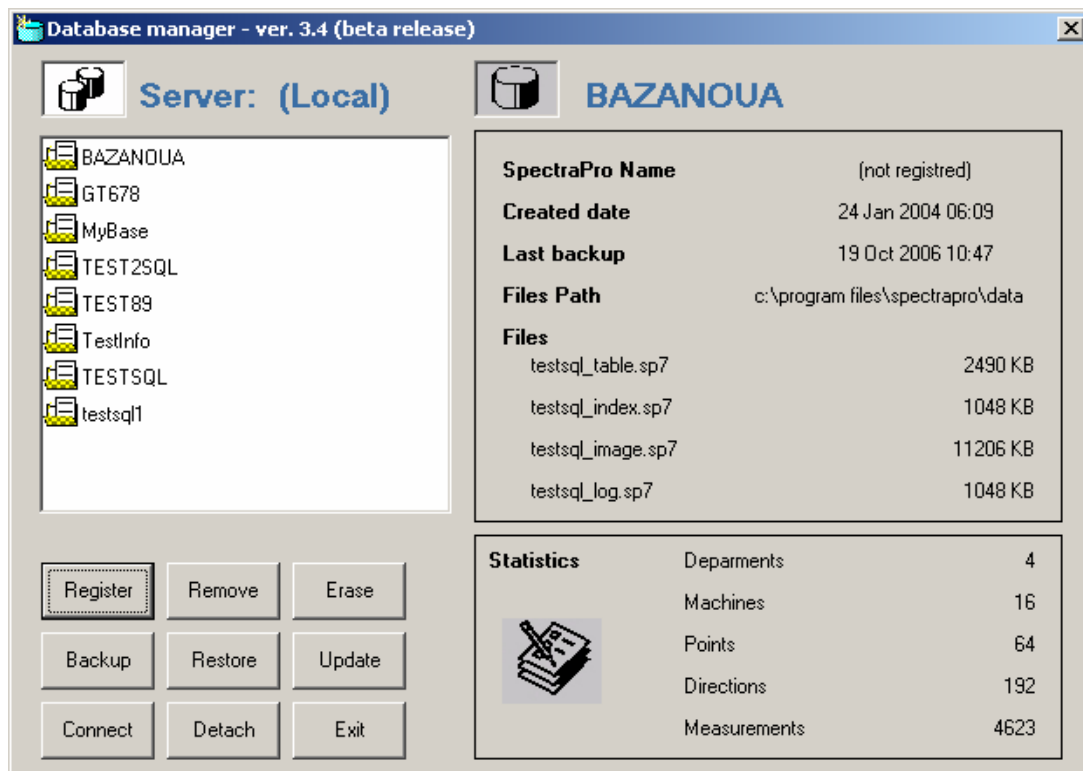 Database manager - ver. 3.4 (beta release)
Server: (Local)
BAZANOUA
GT678
MyBase
TEST2SQL
TEST89
TestInfo
TESTSQL
testsql1
Register Remove Erase
Backup Restore Update
Connect Detach Exit
BAZANOUA
SpectraPro Name (not registred)
Created date 24 Jan 2004 06:09
Last backup 19 Oct 2006 10:47
Files Path c:\program files\spectrapro\data
Files
testsql_table.sp7 2490 KB
testsql_index.sp7 1048 KB
testsql_image.sp7 11206 KB
testsql_log.sp7 1048 KB
Statistics Deparments 4
Machines 16
Points 64
Directions 192
Measurements 4623